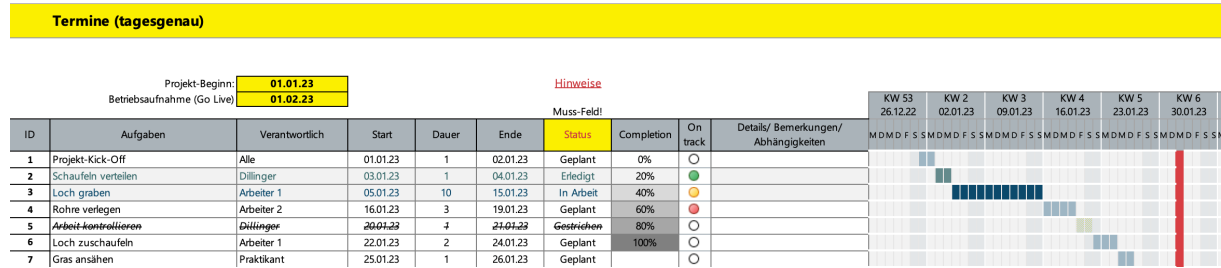 Termine (tagesgenau)
Projekt-Beginn: 01.01.23 Hinweise
Betriebsaufnahme (Go Live) 01.02.23
Muss-Feld!
KW 53 KW 2 KW 3 KW 4 KW 5 KW 6
26.12.22 02.01.23 09.01.23 16.01.23 23.01.23 30.01.23
ID Aufgaben Verantwortlich Start Dauer Ende Status Completion On track Details/ Bemerkungen/ Abhängigkeiten M D M D F S S M D M D F S S M D M D F S S M D M D F S S M D M D F S S M D M D F S S
1 Projekt-Kick-Off Alle 01.01.23 1 02.01.23 Geplant 0%
2 Schaufeln verteilen Dillinger 03.01.23 1 04.01.23 Erledigt 20%
3 Loch graben Arbeiter 1 05.01.23 10 15.01.23 In Arbeit 40%
4 Rohre verlegen Arbeiter 2 16.01.23 3 19.01.23 Geplant 60%
5 Arbeit kontrollieren Dillinger 20.01.23 1 21.01.23 Gestrichen 80%
6 Loch zuschaufeln Arbeiter 1 22.01.23 2 24.01.23 Geplant 100%
7 Gras ansähen Praktikant 25.01.23 1 26.01.23 Geplant